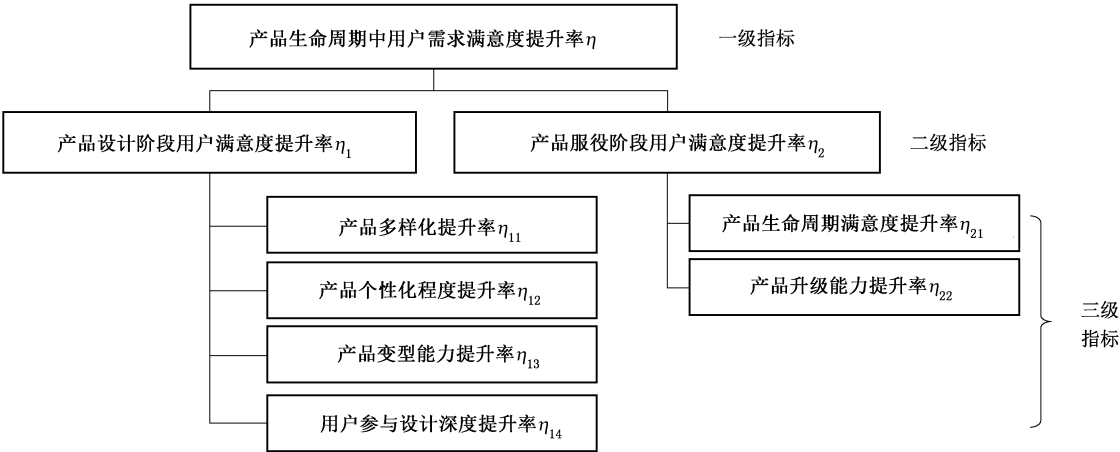 产品生命周期中用户需求满意度提升率η
一级指标
产品设计阶段用户满意度提升率η₁
产品服役阶段用户满意度提升率η₂
二级指标
产品多样化提升率η₁₁
产品个性化程度提升率η₁₂
产品变型能力提升率η₁₃
用户参与设计深度提升率η₁₄
产品生命周期满意度提升率η₂₁
产品升级能力提升率η₂₂
三级
指标